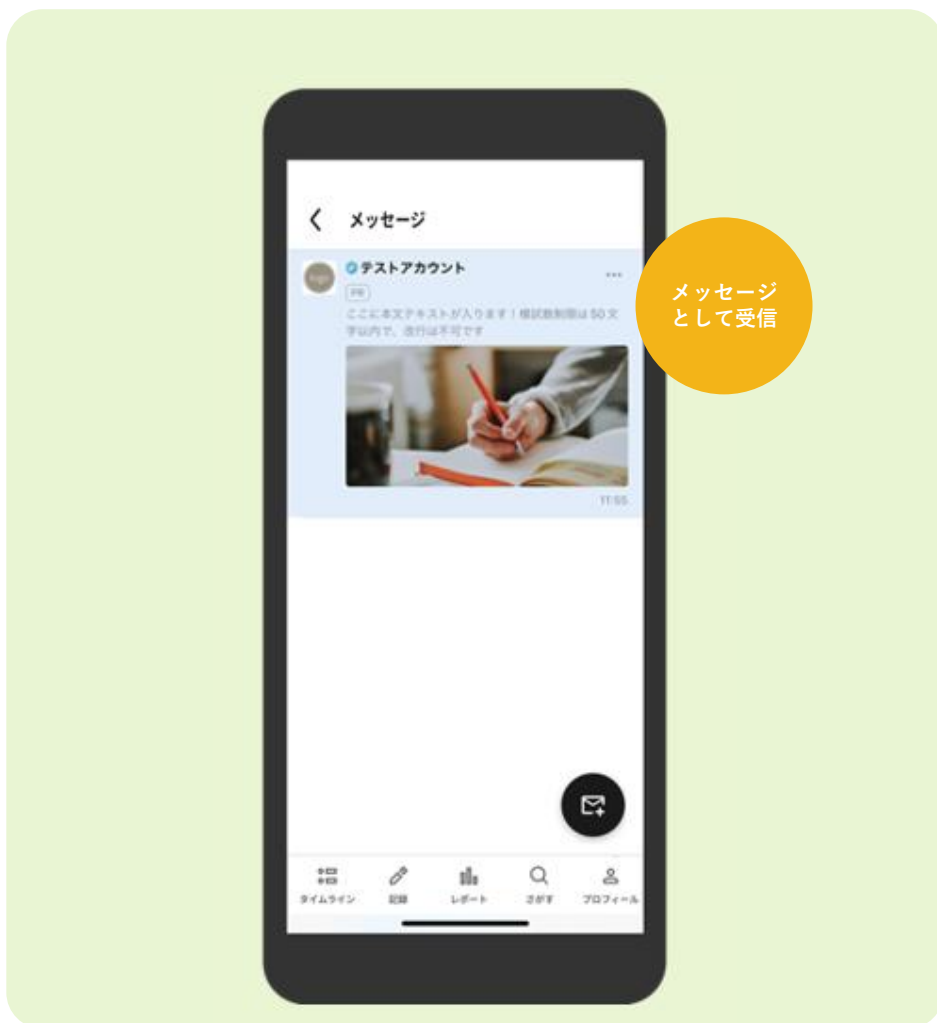 メッセージ
テストアカウント
PR
ここに本文テキストが入ります！模試数制限は 50 文
字以内で、改行は不可です
11:55
メッセージ
として受信
タイムライン
記録
レポート
さがす
プロフィール